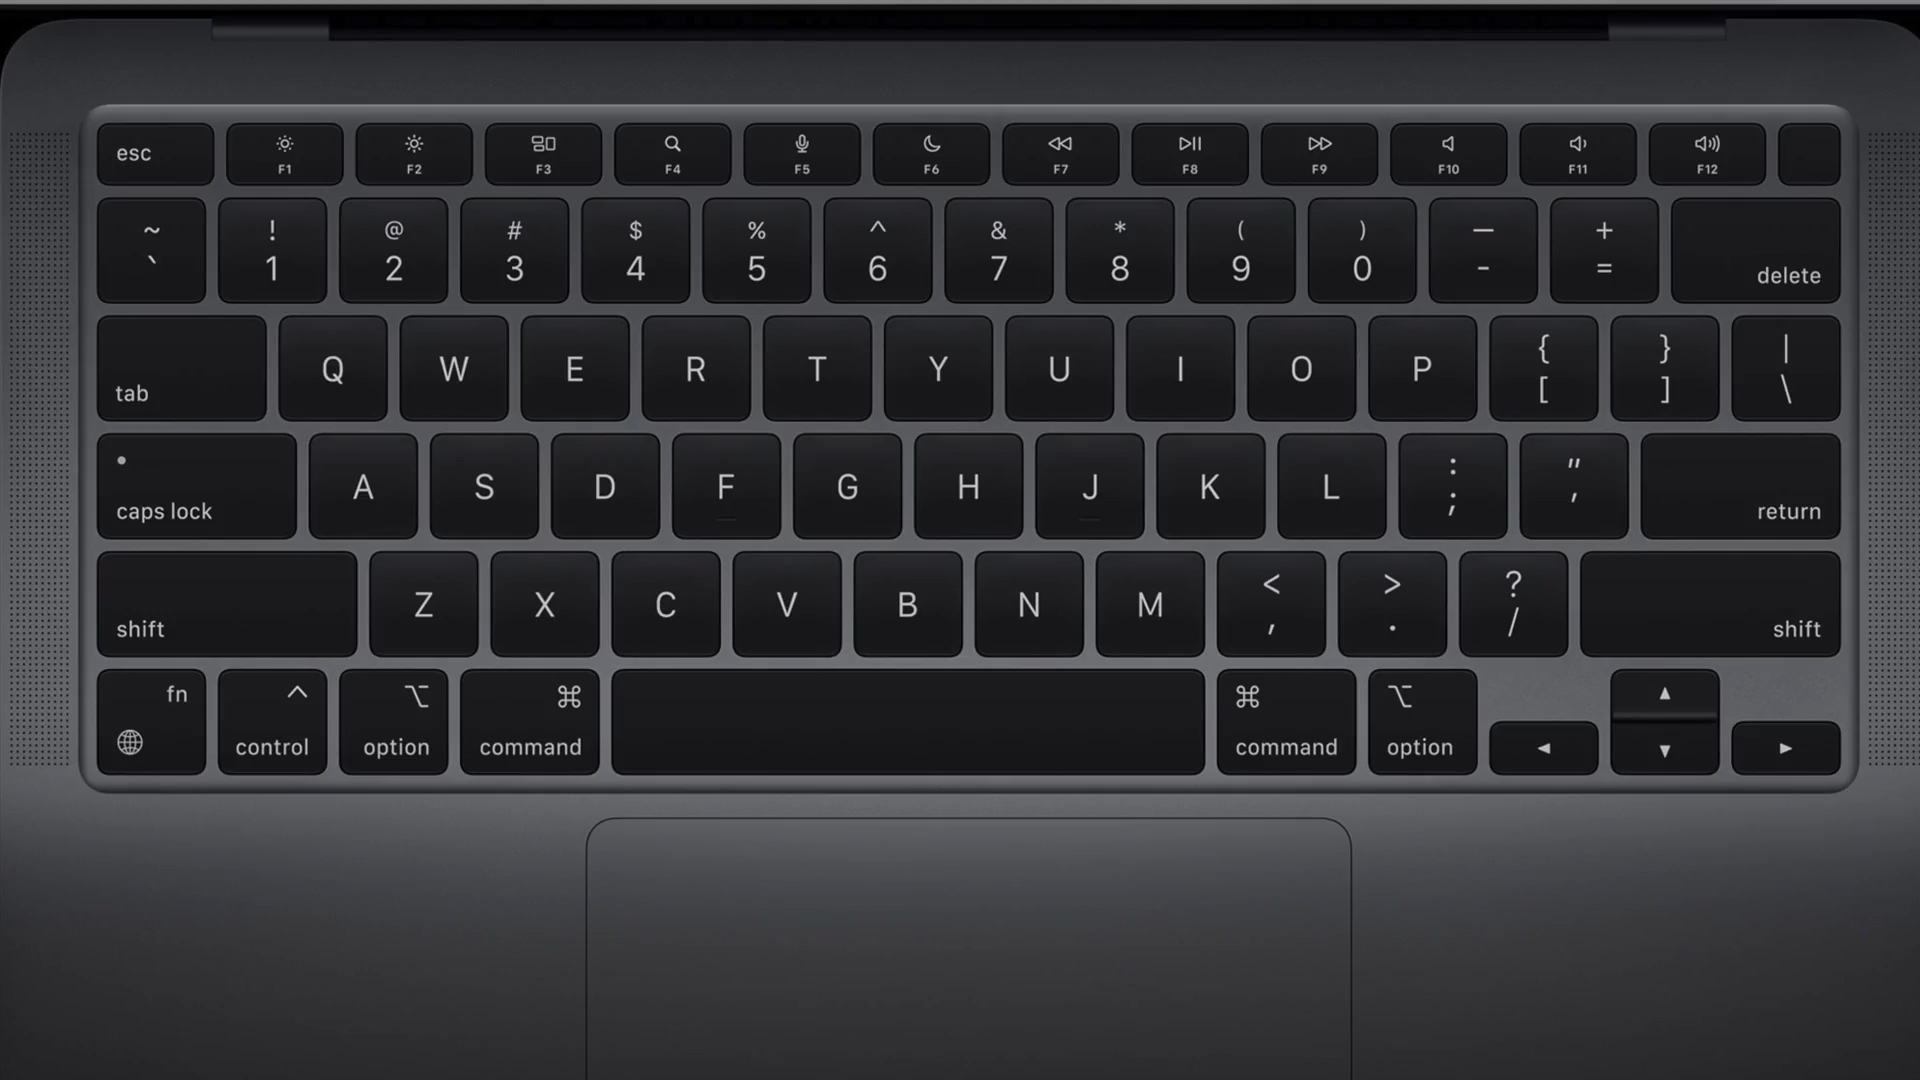 esc F1 F2 F3 F4 F5 F6 F7 F8 F9 F10 F11 F12
~ ! @ # $ % ^ & * ( ) — +
` 1 2 3 4 5 6 7 8 9 0 - = delete
tab Q W E R T Y U I O P { } |
[ ] \
caps lock A S D F G H J K L : "
; ' return
shift Z X C V B N M < > ?
, . / shift
fn ^ ⌥ ⌘ ⌘ ⌥ ▲
control option command command option ◀ ▼ ▶